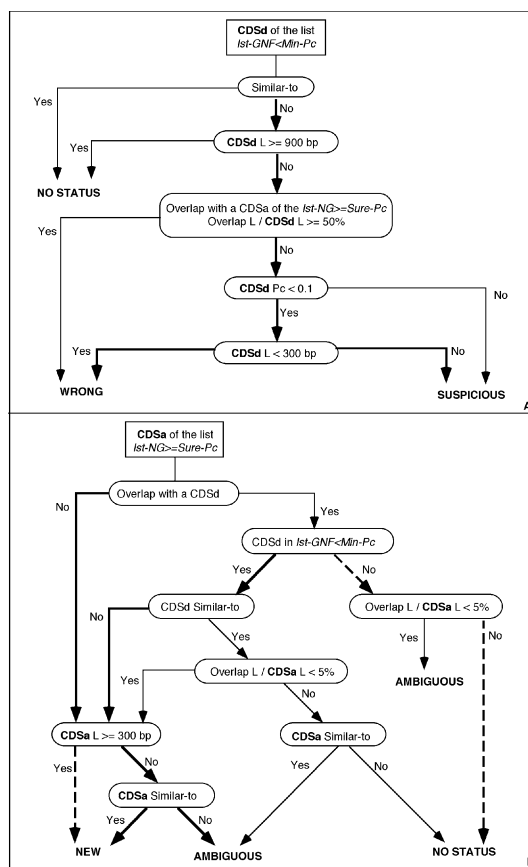 CDSd of the list
lst-GNF<Min-Pc
Similar-to
Yes
No
CDSd L >= 900 bp
Yes
No
NO STATUS
Overlap with a CDSa of the lst-NG>=Sure-Pc
Overlap L / CDSd L >= 50%
Yes
No
CDSd Pc < 0.1
No
Yes
CDSd L < 300 bp
Yes
No
WRONG
SUSPICIOUS
A
CDSa of the list
lst-NG>=Sure-Pc
Overlap with a CDSd
No
Yes
CDSd in lst-GNF<Min-Pc
Yes
No
CDSd Similar-to
Overlap L / CDSa L < 5%
No
Yes
Yes
No
Overlap L / CDSa L < 5%
AMBIGUOUS
Yes
No
CDSa L >= 300 bp
CDSa Similar-to
Yes
No
Yes
No
CDSa Similar-to
Yes
No
NEW
AMBIGUOUS
NO STATUS